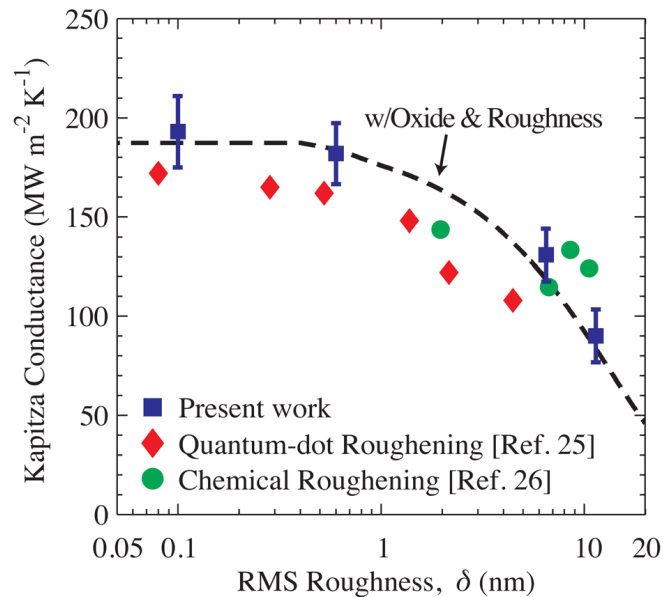 250
200
150
100
50
0
Kapitza Conductance (MW m⁻² K⁻¹)
w/Oxide & Roughness
Present work
Quantum-dot Roughening [Ref. 25]
Chemical Roughening [Ref. 26]
0.05 0.1 1 10 20
RMS Roughness, δ (nm)